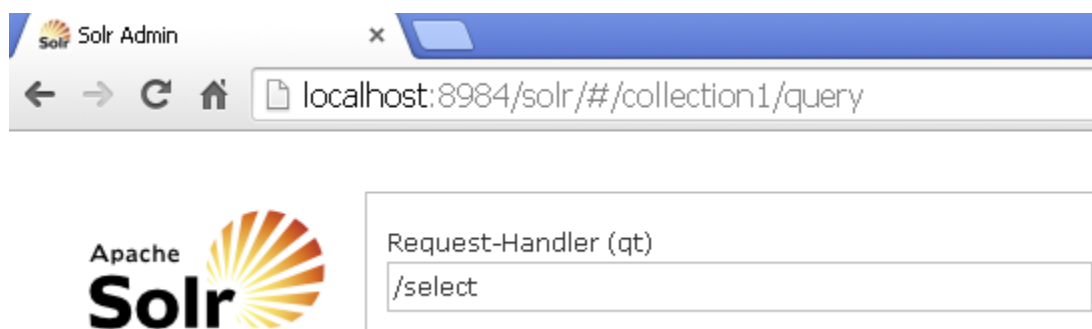 Solr Admin
localhost:8984/solr/#/collection1/query
Apache
Solr
Request-Handler (qt)
/select